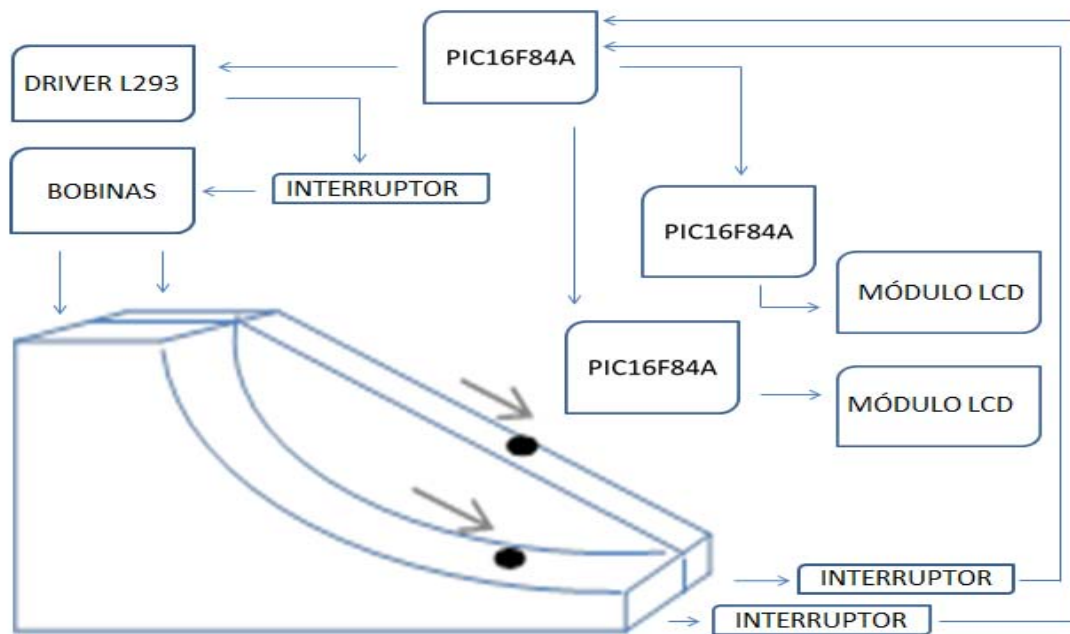 PIC16F84A
DRIVER L293
BOBINAS
INTERRUPTOR
PIC16F84A
MÓDULO LCD
PIC16F84A
MÓDULO LCD
INTERRUPTOR
INTERRUPTOR